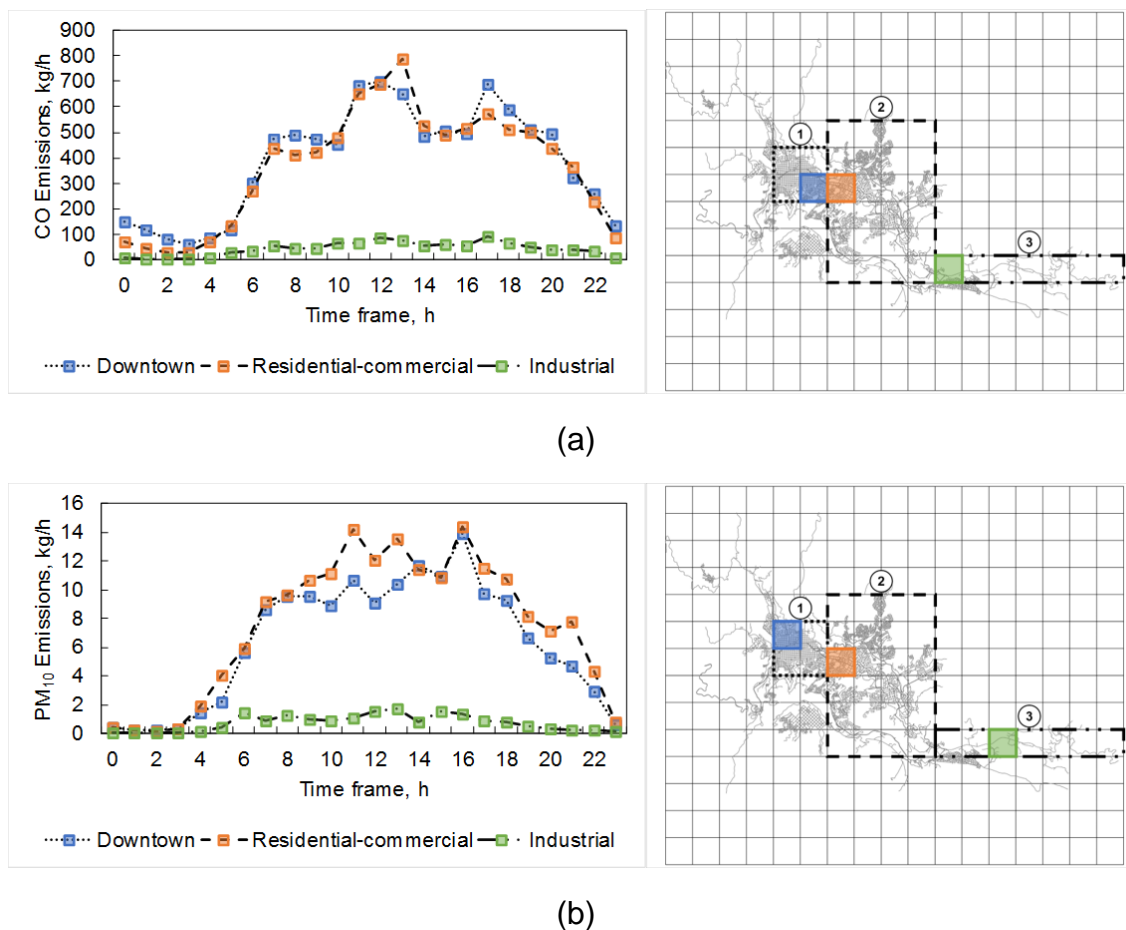 900
800
700
600
500
400
300
200
100
0
CO Emissions, kg/h
0 2 4 6 8 10 12 14 16 18 20 22
Time frame, h
Downtown Residential-commercial Industrial
1
2
3
(a)
16
14
12
10
8
6
4
2
0
PM10 Emissions, kg/h
0 2 4 6 8 10 12 14 16 18 20 22
Time frame, h
Downtown Residential-commercial Industrial
1
2
3
(b)